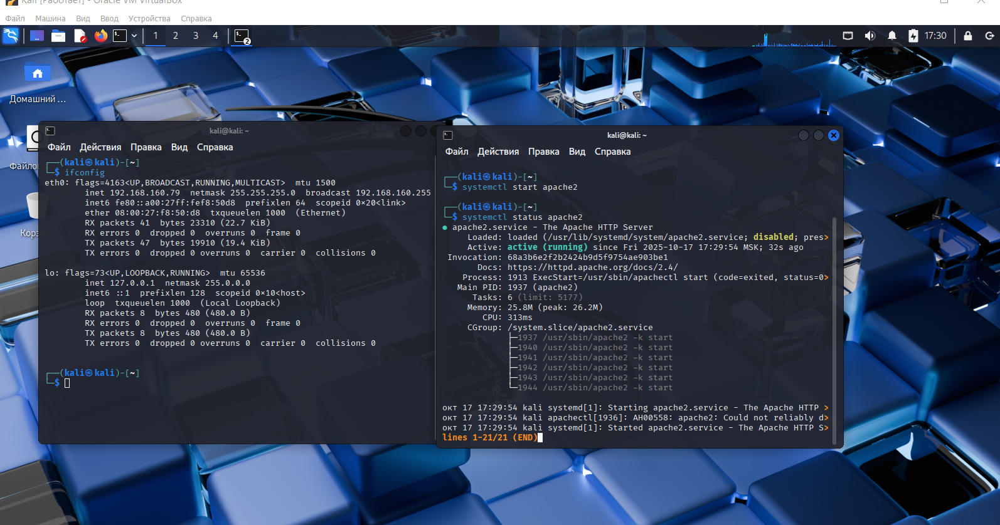 Kali [Работает] - Oracle VM VirtualBox
Файл Машина Вид Ввод Устройства Справка
1 2 3 4 2 17:30
Домашний ...
Файло
Корз
kali@kali: ~
Файл Действия Правка Вид Справка
┌──(kali㉿kali)-[~]
└─$ ifconfig
eth0: flags=4163<UP,BROADCAST,RUNNING,MULTICAST>  mtu 1500
        inet 192.168.160.79  netmask 255.255.255.0  broadcast 192.168.160.255
        inet6 fe80::a00:27ff:fef8:50d8  prefixlen 64  scopeid 0×20<link>
        ether 08:00:27:f8:50:d8  txqueuelen 1000  (Ethernet)
        RX packets 41  bytes 23310 (22.7 KiB)
        RX errors 0  dropped 0  overruns 0  frame 0
        TX packets 47  bytes 19910 (19.4 KiB)
        TX errors 0  dropped 0 overruns 0  carrier 0  collisions 0
lo: flags=73<UP,LOOPBACK,RUNNING>  mtu 65536
        inet 127.0.0.1  netmask 255.0.0.0
        inet6 ::1  prefixlen 128  scopeid 0×10<host>
        loop  txqueuelen 1000  (Local Loopback)
        RX packets 8  bytes 480 (480.0 B)
        RX errors 0  dropped 0  overruns 0  frame 0
        TX packets 8  bytes 480 (480.0 B)
        TX errors 0  dropped 0 overruns 0  carrier 0  collisions 0
┌──(kali㉿kali)-[~]
└─$
kali@kali: ~
Файл Действия Правка Вид Справка
┌──(kali㉿kali)-[~]
└─$ systemctl start apache2
┌──(kali㉿kali)-[~]
└─$ systemctl status apache2
● apache2.service - The Apache HTTP Server
     Loaded: loaded (/usr/lib/systemd/system/apache2.service; disabled; pres>
     Active: active (running) since Fri 2025-10-17 17:29:54 MSK; 32s ago
 Invocation: 68a3b6e2f2b2424b9d5f9754ae903be1
       Docs: https://httpd.apache.org/docs/2.4/
    Process: 1913 ExecStart=/usr/sbin/apachectl start (code=exited, status=0>
   Main PID: 1937 (apache2)
      Tasks: 6 (limit: 5177)
     Memory: 25.8M (peak: 26.2M)
        CPU: 313ms
     CGroup: /system.slice/apache2.service
             ├─1937 /usr/sbin/apache2 -k start
             ├─1940 /usr/sbin/apache2 -k start
             ├─1941 /usr/sbin/apache2 -k start
             ├─1942 /usr/sbin/apache2 -k start
             ├─1943 /usr/sbin/apache2 -k start
             └─1944 /usr/sbin/apache2 -k start
окт 17 17:29:54 kali systemd[1]: Starting apache2.service - The Apache HTTP >
окт 17 17:29:54 kali apachectl[1936]: AH00558: apache2: Could not reliably d>
окт 17 17:29:54 kali systemd[1]: Started apache2.service - The Apache HTTP S>
lines 1-21/21 (END)